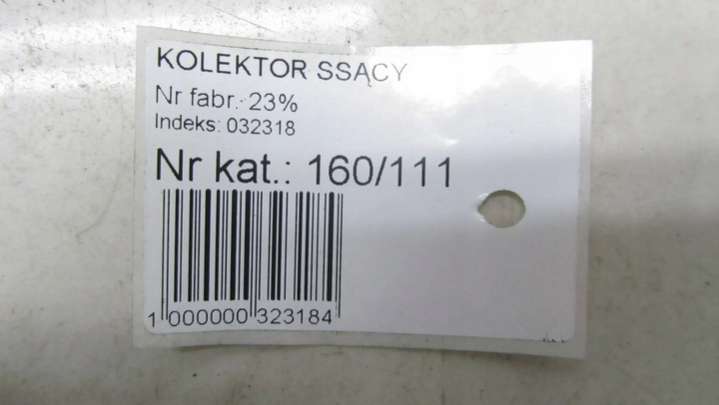 KOLEKTOR SSĄCY
Nr fabr.: 23%
Indeks: 032318
Nr kat.: 160/111
1 000000 323184